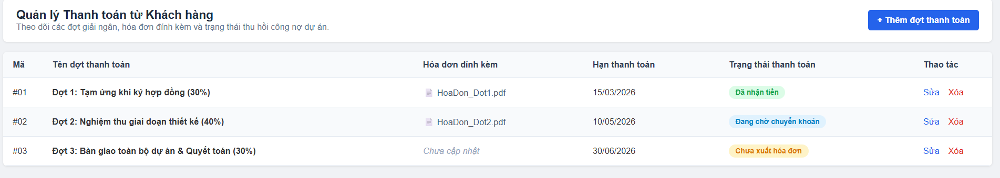 Quản lý Thanh toán từ Khách hàng
Theo dõi các đợt giải ngân, hóa đơn đính kèm và trạng thái thu hồi công nợ dự án.
+ Thêm đợt thanh toán
Mã Tên đợt thanh toán Hóa đơn đính kèm Hạn thanh toán Trạng thái thanh toán Thao tác
#01 Đợt 1: Tạm ứng khi ký hợp đồng (30%) HoaDon_Dot1.pdf 15/03/2026 Đã nhận tiền Sửa Xóa
#02 Đợt 2: Nghiệm thu giai đoạn thiết kế (40%) HoaDon_Dot2.pdf 10/05/2026 Đang chờ chuyển khoản Sửa Xóa
#03 Đợt 3: Bàn giao toàn bộ dự án & Quyết toán (30%) Chưa cập nhật 30/06/2026 Chưa xuất hóa đơn Sửa Xóa